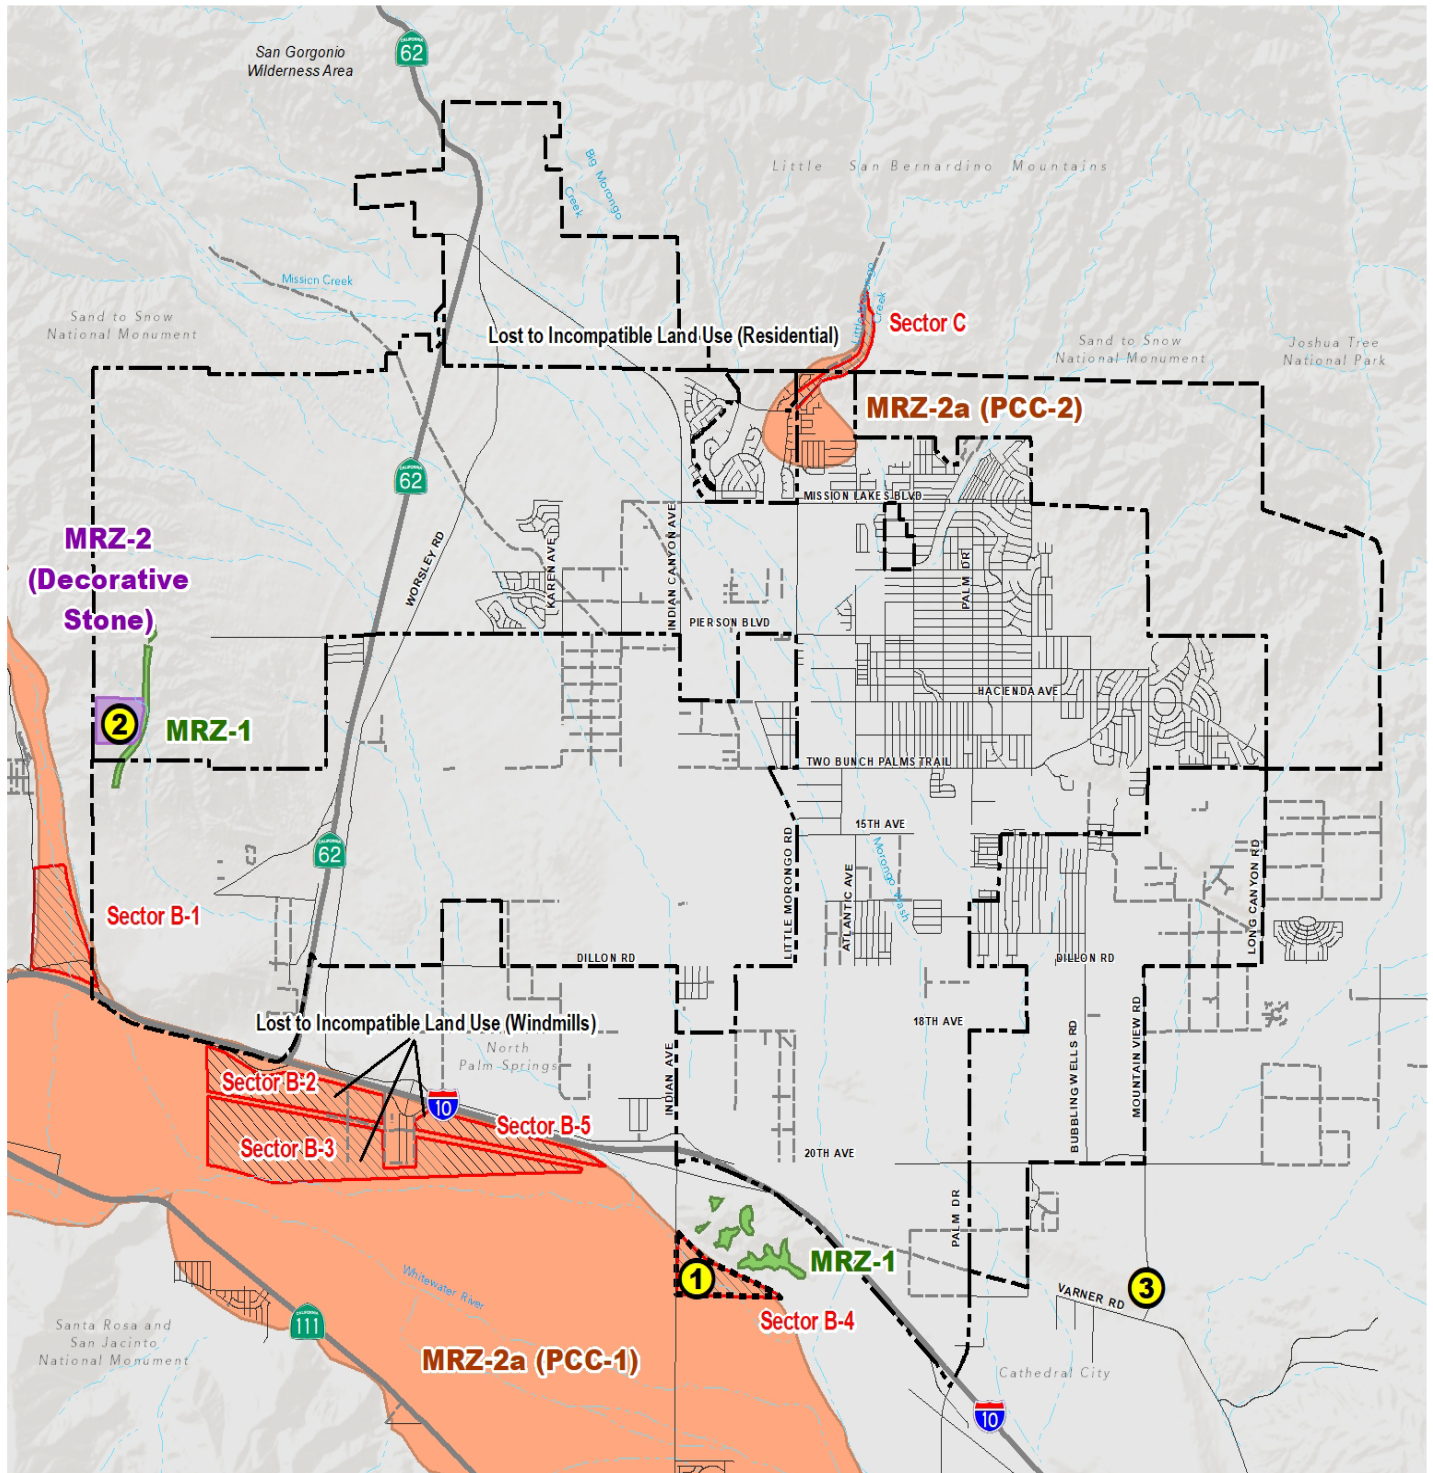 San Gorgonio
Wilderness Area
CALIFORNIA
62
Big Morongo
Creek
Little San Bernardino Mountains
Mission Creek
Sand to Snow
National Monument
Lost to Incompatible Land Use (Residential)
Little Morongo
Creek
Sector C
Sand to Snow
National Monument
Joshua Tree
National Park
MRZ-2a (PCC-2)
CALIFORNIA
62
MISSION LAKES BLVD
MRZ-2
(Decorative
Stone)
WORSLEY RD
KAREN AVE
INDIAN CANYON AVE
PALM DR
PIERSON BLVD
HACIENDA AVE
2
MRZ-1
TWO BUNCH PALMS TRAIL
15TH AVE
CALIFORNIA
62
LITTLE MORONGO RD
ATLANTIC AVE
Morongo Wash
LONG CANYON RD
Sector B-1
DILLON RD
DILLON RD
Lost to Incompatible Land Use (Windmills)
18TH AVE
North
Palm Springs
INDIAN AVE
BUBBLING WELLS RD
MOUNTAIN VIEW RD
Sector B-2
10
Sector B-5
Sector B-3
20TH AVE
PALM DR
MRZ-1
1
3
VARNER RD
Whitewater River
Sector B-4
CALIFORNIA
111
Santa Rosa and
San Jacinto
National Monument
MRZ-2a (PCC-1)
Cathedral City
10